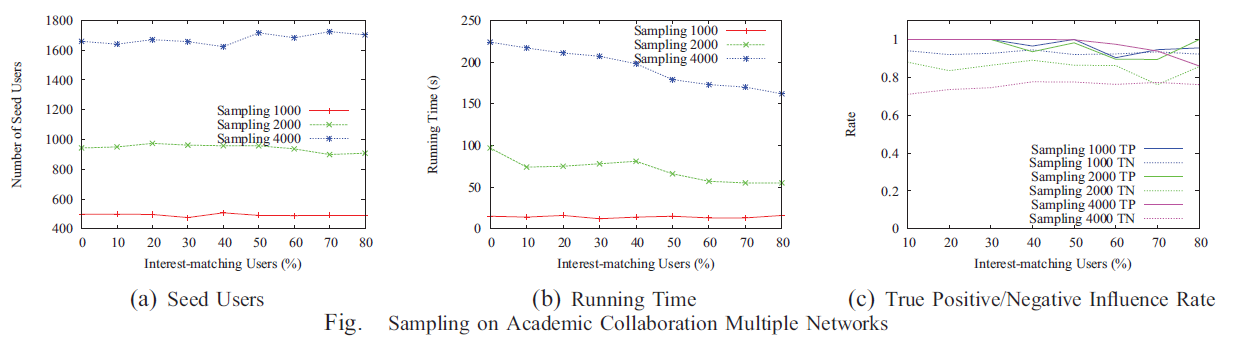 1800
1600
1400
1200
1000
800
600
400
Number of Seed Users
Sampling 1000
Sampling 2000
Sampling 4000
0 10 20 30 40 50 60 70 80
Interest-matching Users (%)
(a) Seed Users
250
200
150
100
50
0
Running Time (s)
Sampling 1000
Sampling 2000
Sampling 4000
0 10 20 30 40 50 60 70 80
Interest-matching Users (%)
(b) Running Time
1
0.8
0.6
0.4
0.2
0
Rate
Sampling 1000 TP
Sampling 1000 TN
Sampling 2000 TP
Sampling 2000 TN
Sampling 4000 TP
Sampling 4000 TN
10 20 30 40 50 60 70 80
Interest-matching Users (%)
(c) True Positive/Negative Influence Rate
Fig. Sampling on Academic Collaboration Multiple Networks